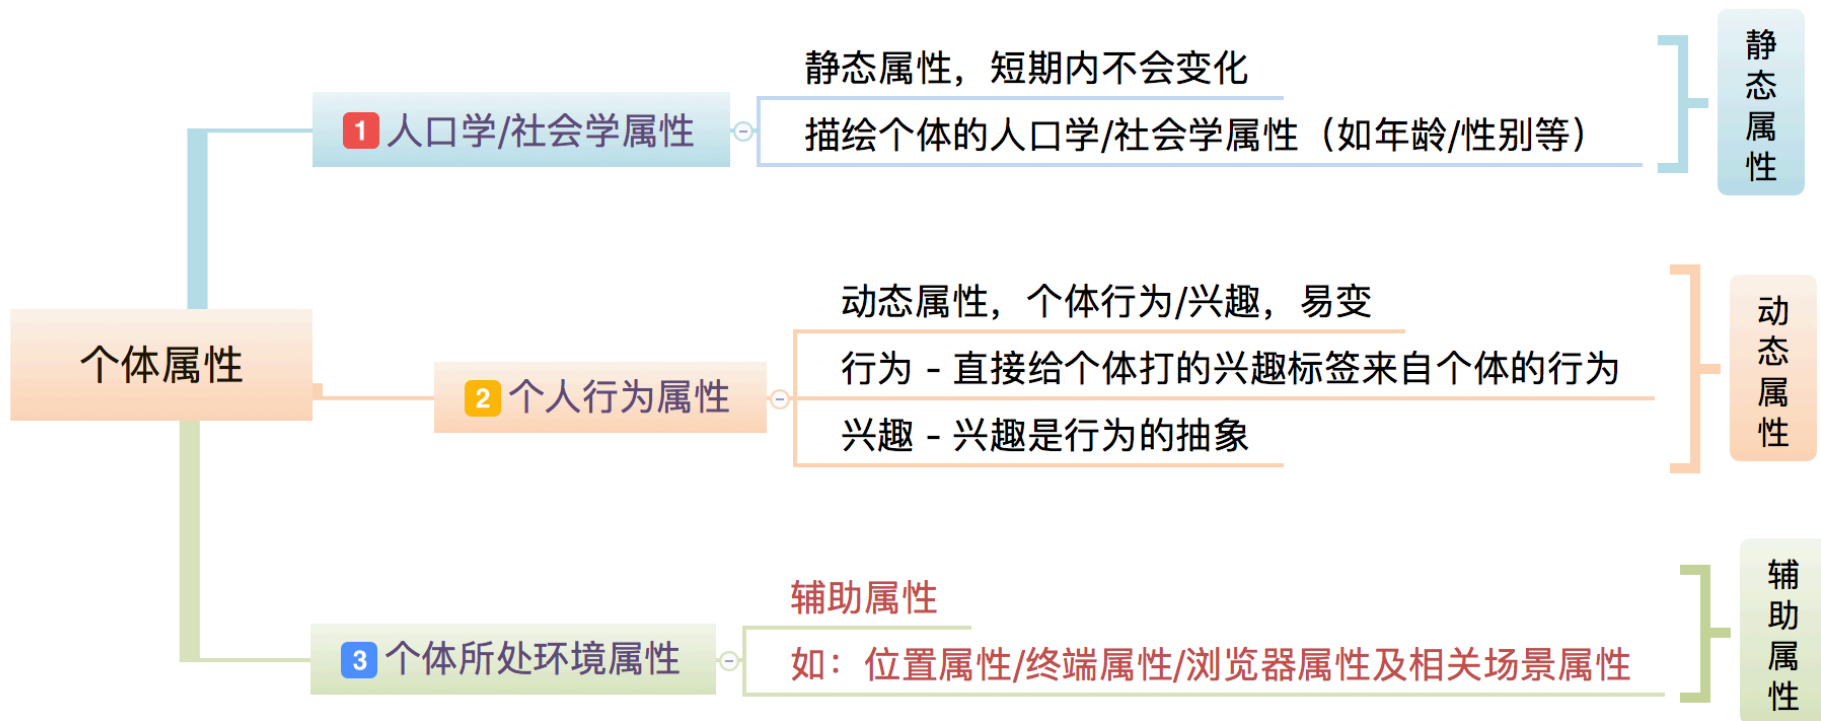 个体属性
1 人口学/社会学属性
静态属性，短期内不会变化
描绘个体的人口学/社会学属性（如年龄/性别等）
静态属性
2 个人行为属性
动态属性，个体行为/兴趣，易变
行为 - 直接给个体打的兴趣标签来自个体的行为
兴趣 - 兴趣是行为的抽象
动态属性
3 个体所处环境属性
辅助属性
如：位置属性/终端属性/浏览器属性及相关场景属性
辅助属性